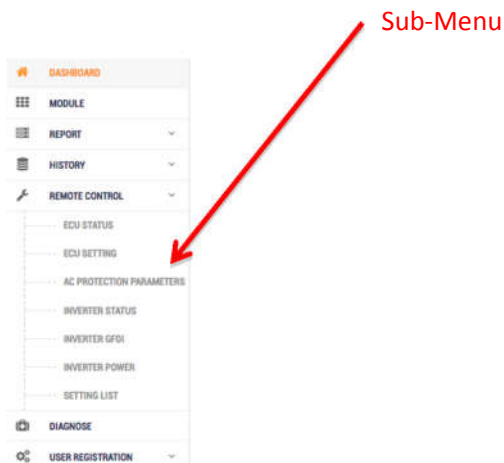 Sub-Menu
DASHBOARD
MODULE
REPORT
HISTORY
REMOTE CONTROL
ECU STATUS
ECU SETTING
AC PROTECTION PARAMETERS
INVERTER STATUS
INVERTER GFDI
INVERTER POWER
SETTING LIST
DIAGNOSE
USER REGISTRATION